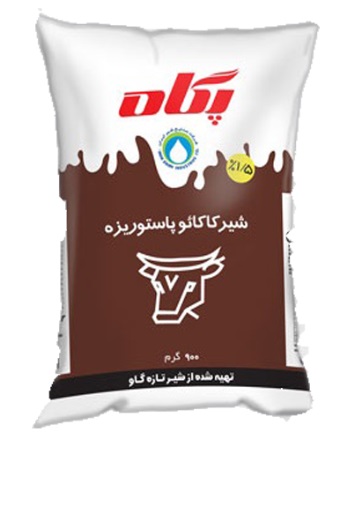 پگاه
٪۱/۵
شیر کاکائو پاستوریزه
۹۰۰ گرم
تهیه شده از شیر تازه گاو